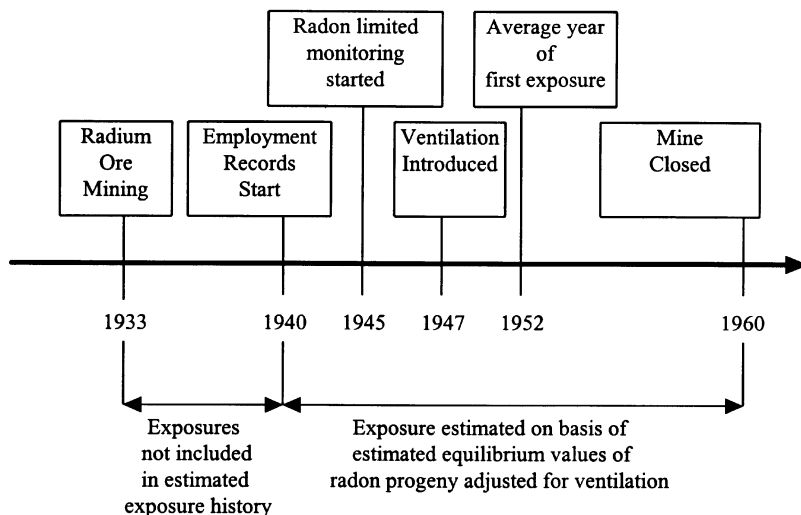 Radon limited
monitoring
started
Average year
of
first exposure
Radium
Ore
Mining
Employment
Records
Start
Ventilation
Introduced
Mine
Closed
1933
1940
1945
1947
1952
1960
Exposures
not included
in estimated
exposure history
Exposure estimated on basis of
estimated equilibrium values of
radon progeny adjusted for ventilation